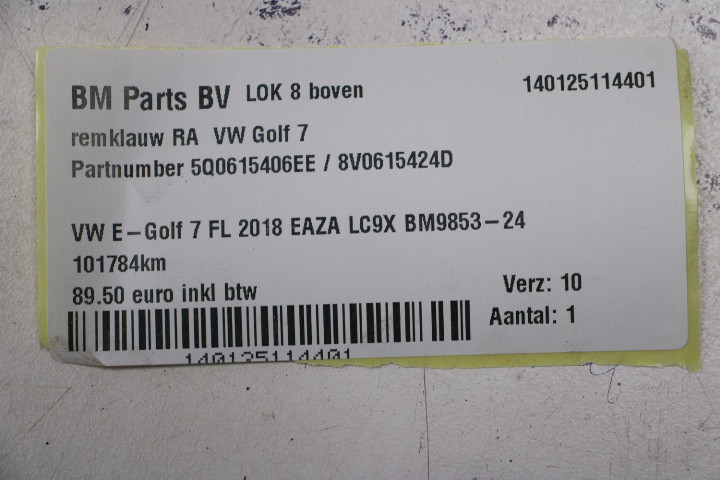 BM Parts BV LOK 8 boven 140125114401
remklauw RA VW Golf 7
Partnumber 5Q0615406EE / 8V0615424D
VW E-Golf 7 FL 2018 EAZA LC9X BM9853-24
101784km
89.50 euro inkl btw Verz: 10
Aantal: 1
140125114401